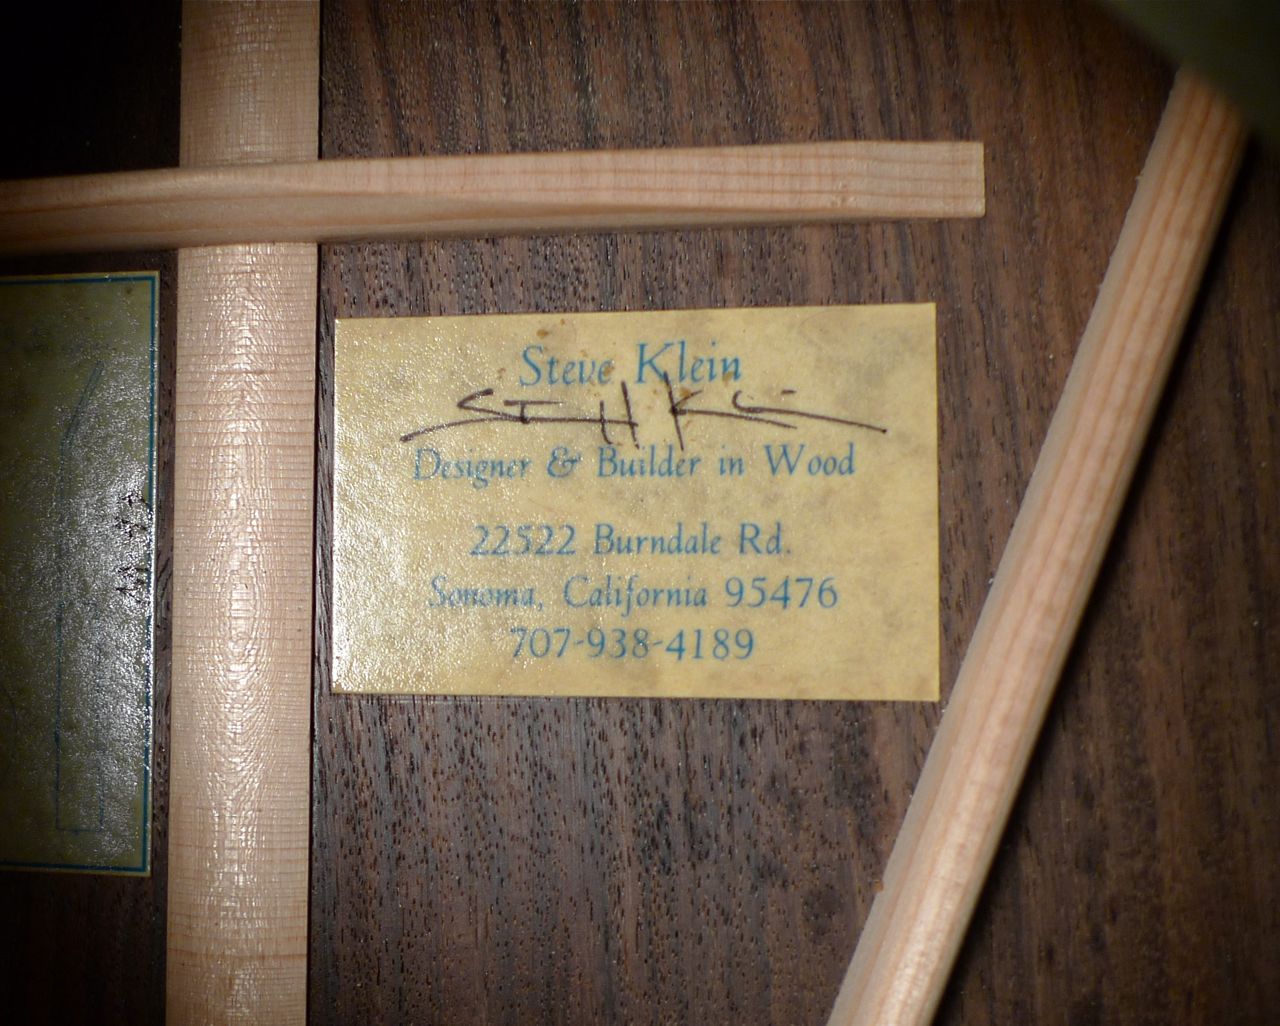 Steve Klein
Designer & Builder in Wood
22522 Burndale Rd.
Sonoma, California 95476
707-938-4189